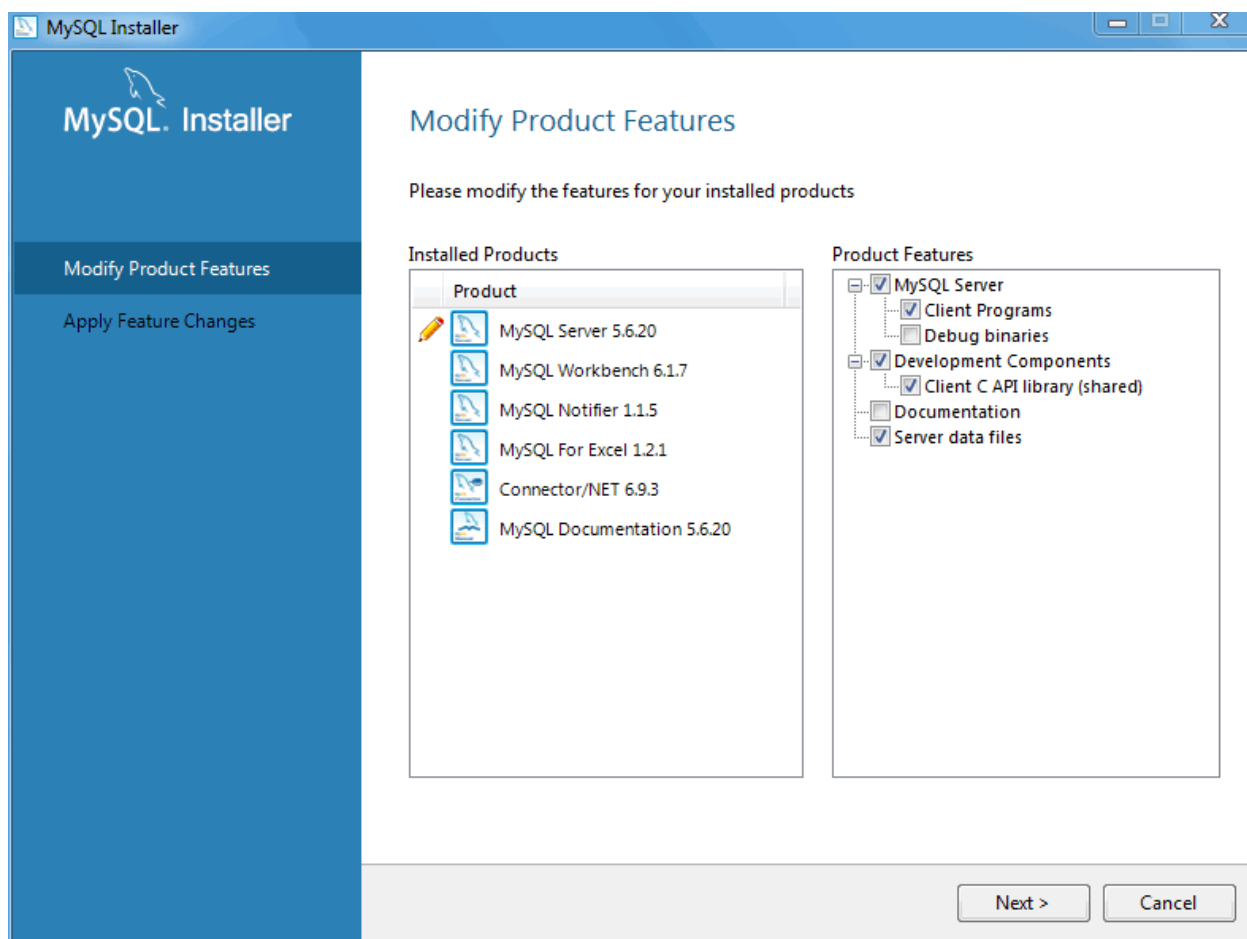 MySQL Installer
MySQL. Installer
Modify Product Features
Apply Feature Changes
Modify Product Features
Please modify the features for your installed products
Installed Products
Product
MySQL Server 5.6.20
MySQL Workbench 6.1.7
MySQL Notifier 1.1.5
MySQL For Excel 1.2.1
Connector/NET 6.9.3
MySQL Documentation 5.6.20
Product Features
MySQL Server
Client Programs
Debug binaries
Development Components
Client C API library (shared)
Documentation
Server data files
Next >
Cancel